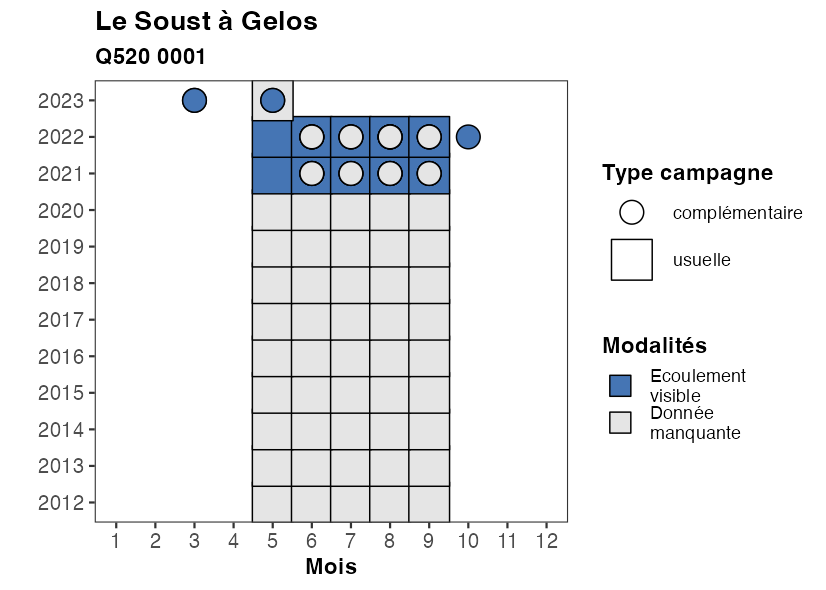 Le Soust à Gelos
Q520 0001
2023
2022
2021
2020
2019
2018
2017
2016
2015
2014
2013
2012
1 2 3 4 5 6 7 8 9 10 11 12
Mois
Type campagne
complémentaire
usuelle
Modalités
Ecoulement
visible
Donnée
manquante